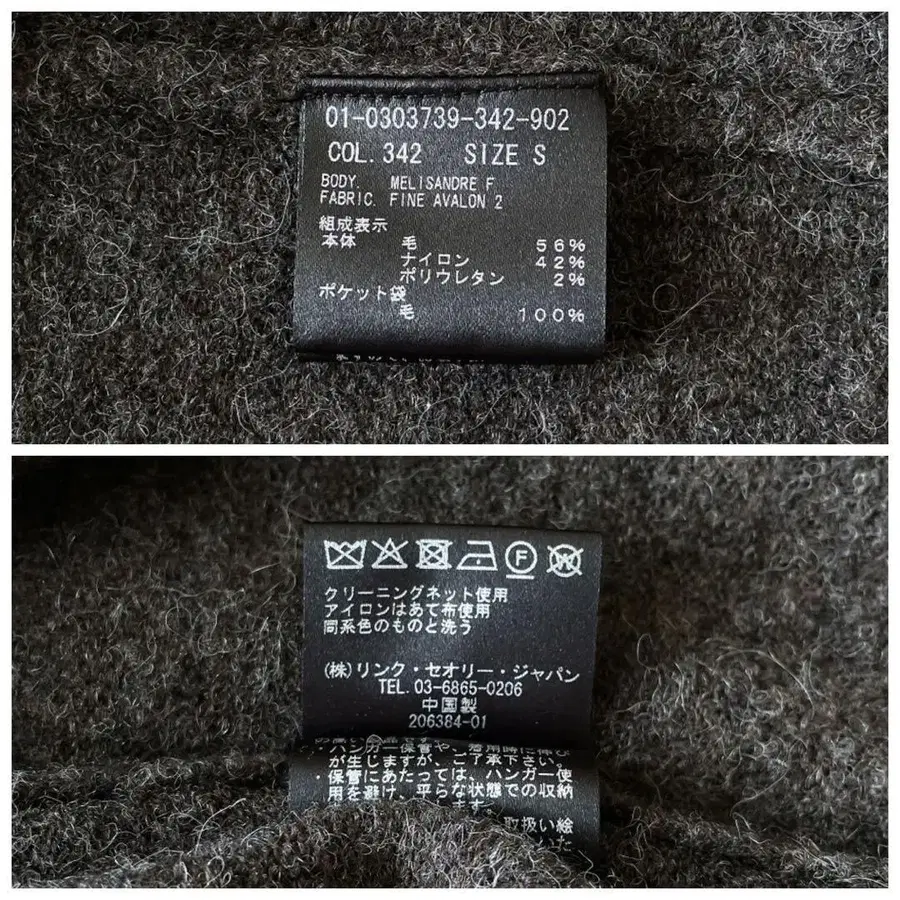 01-0303739-342-902
COL. 342 SIZE S
BODY. MELISANDRE F
FABRIC. FINE AVALON 2
組成表示
本体 毛 56%
ナイロン 42%
ポリウレタン 2%
ポケット袋
毛 100%
F
W
クリーニングネット使用
アイロンはあて布使用
同系色のものと洗う
(株)リンク・セオリー・ジャパン
TEL. 03-6865-0206
中国製
206384-01
・ハンガー保管や、着用時に伸び
が生じますが、ご了承下さい。
・保管にあたっては、ハンガー使
用を避け、平らな状態での収納
ます。
取扱い絵
いた